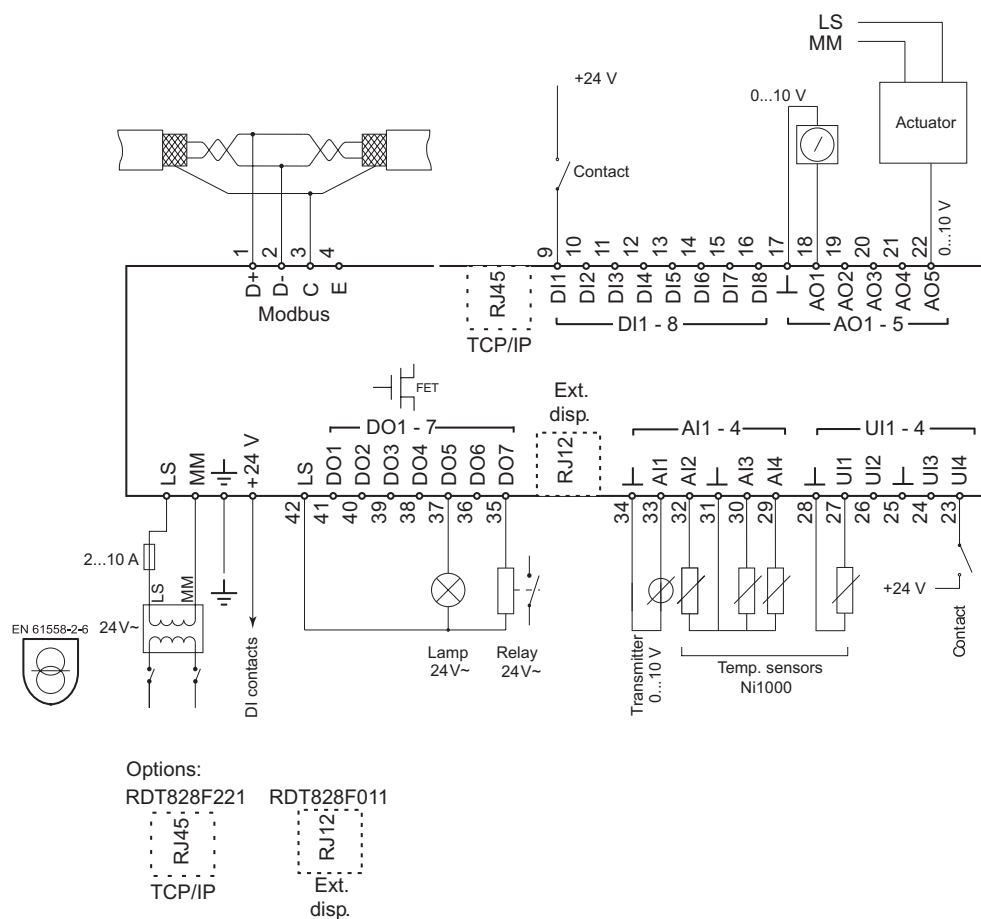 LS
MM
+24 V
0...10 V
Actuator
Contact
0...10 V
1 2 3 4
9 10 11 12 13 14 15 16 17 18 19 20 21 22
D+ D- C E
Modbus
RJ45
TCP/IP
DI1 DI2 DI3 DI4 DI5 DI6 DI7 DI8
DI1 - 8
AO1 AO2 AO3 AO4 AO5
AO1 - 5
FET
Ext.
disp.
RJ12
DO1 - 7
AI1 - 4
UI1 - 4
LS MM +24 V
LS DO1 DO2 DO3 DO4 DO5 DO6 DO7
AI1 AI2 AI3 AI4
UI1 UI2 UI3 UI4
42 41 40 39 38 37 36 35
34 33 32 31 30 29 28 27 26 25 24 23
2...10 A
LS MM
EN 61558-2-6
24V~
DI contacts
Lamp
24V~
Relay
24V~
Transmitter
0...10 V
Temp. sensors
Ni1000
+24 V
Contact
Options:
RDT828F221 RDT828F011
RJ45
TCP/IP
RJ12
Ext.
disp.